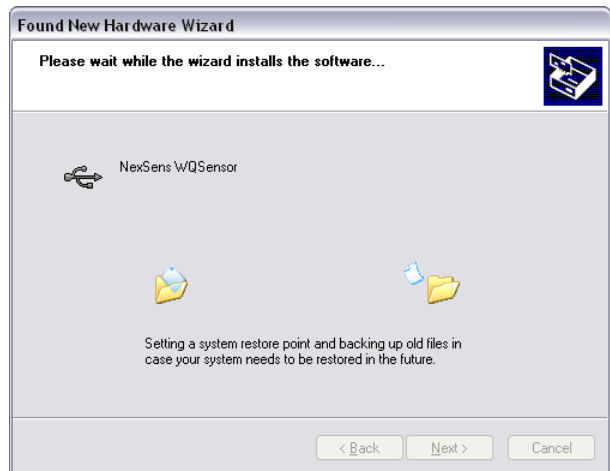 Found New Hardware Wizard
Please wait while the wizard installs the software...
NexSens WQSensor
Setting a system restore point and backing up old files in
case your system needs to be restored in the future.
< Back
Next >
Cancel